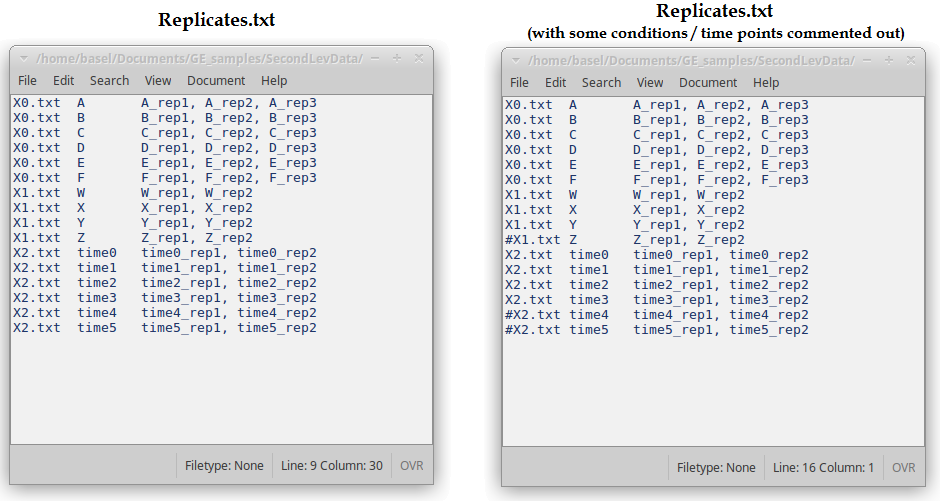 Replicates.txt
/home/basel/Documents/GE_samples/SecondLevData/
File Edit Search View Document Help
X0.txt A A_rep1, A_rep2, A_rep3
X0.txt B B_rep1, B_rep2, B_rep3
X0.txt C C_rep1, C_rep2, C_rep3
X0.txt D D_rep1, D_rep2, D_rep3
X0.txt E E_rep1, E_rep2, E_rep3
X0.txt F F_rep1, F_rep2, F_rep3
X1.txt W W_rep1, W_rep2
X1.txt X X_rep1, X_rep2
X1.txt Y Y_rep1, Y_rep2
X1.txt Z Z_rep1, Z_rep2
X2.txt time0 time0_rep1, time0_rep2
X2.txt time1 time1_rep1, time1_rep2
X2.txt time2 time2_rep1, time2_rep2
X2.txt time3 time3_rep1, time3_rep2
X2.txt time4 time4_rep1, time4_rep2
X2.txt time5 time5_rep1, time5_rep2
Filetype: None Line: 9 Column: 30 OVR
Replicates.txt
(with some conditions / time points commented out)
/home/basel/Documents/GE_samples/SecondLevData/
File Edit Search View Document Help
X0.txt A A_rep1, A_rep2, A_rep3
X0.txt B B_rep1, B_rep2, B_rep3
X0.txt C C_rep1, C_rep2, C_rep3
X0.txt D D_rep1, D_rep2, D_rep3
X0.txt E E_rep1, E_rep2, E_rep3
X0.txt F F_rep1, F_rep2, F_rep3
X1.txt W W_rep1, W_rep2
X1.txt X X_rep1, X_rep2
X1.txt Y Y_rep1, Y_rep2
#X1.txt Z Z_rep1, Z_rep2
X2.txt time0 time0_rep1, time0_rep2
X2.txt time1 time1_rep1, time1_rep2
X2.txt time2 time2_rep1, time2_rep2
X2.txt time3 time3_rep1, time3_rep2
#X2.txt time4 time4_rep1, time4_rep2
#X2.txt time5 time5_rep1, time5_rep2
Filetype: None Line: 16 Column: 1 OVR